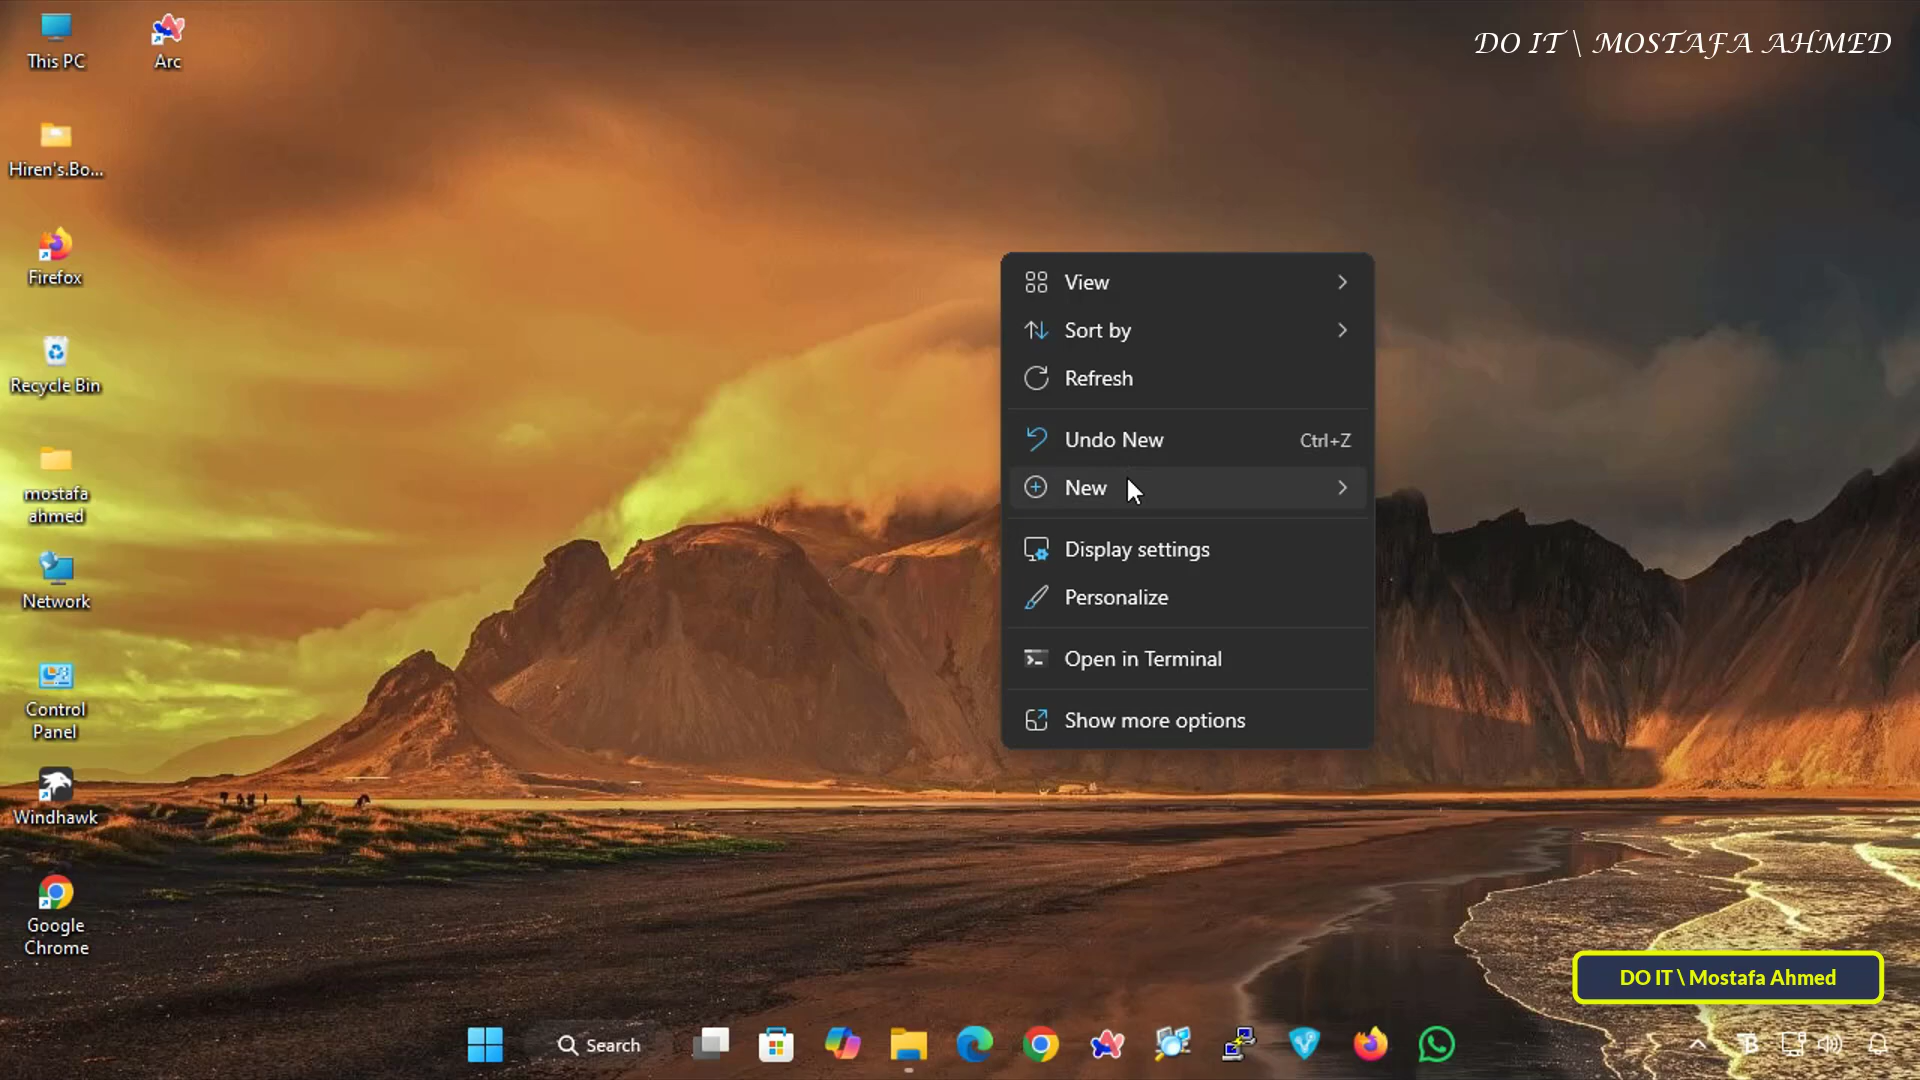 This PC
Arc
DO IT \ MOSTAFA AHMED
Hiren's.Bo...
Firefox
Recycle Bin
mostafa
ahmed
Network
Control
Panel
Windhawk
Google
Chrome
View
Sort by
Refresh
Undo New Ctrl+Z
New
Display settings
Personalize
Open in Terminal
Show more options
DO IT \ Mostafa Ahmed
Search